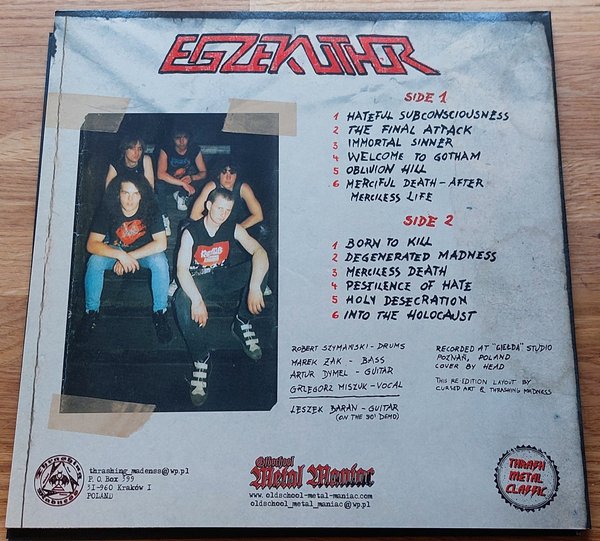 EGZEKUTHOR
SIDE 1
1 HATEFUL SUBCONSCIOUSNESS
2 THE FINAL ATTACK
3 IMMORTAL SINNER
4 WELCOME TO GOTHAM
5 OBLIVION HILL
6 MERCIFUL DEATH - AFTER
MERCILESS LIFE
SIDE 2
1 BORN TO KILL
2 DEGENERATED MADNESS
3 MERCILESS DEATH
4 PESTILENCE OF HATE
5 HOLY DESECRATION
6 INTO THE HOLOCAUST
ROBERT SZYMAŃSKI - DRUMS
MAREK ŻAK - BASS
ARTUR DYMEL - GUITAR
GRZEGORZ MISZUK - VOCAL
LESZEK BARAN - GUITAR
(ON THE 90' DEMO)
RECORDED AT "GIEŁDA" STUDIO
POZNAŃ, POLAND
COVER BY HEAD
THIS RE-EDITION LAYOUT BY
CURSED ART & THRASHING MADNESS
Thrashing Madness
thrashing_madenss@wp.pl
P. O. Box 399
31-960 Kraków 1
POLAND
Oldschool
Metal Maniac
www.oldschool-metal-maniac.com
oldschool_metal_maniac@wp.pl
THRASH
METAL
CLASSIC